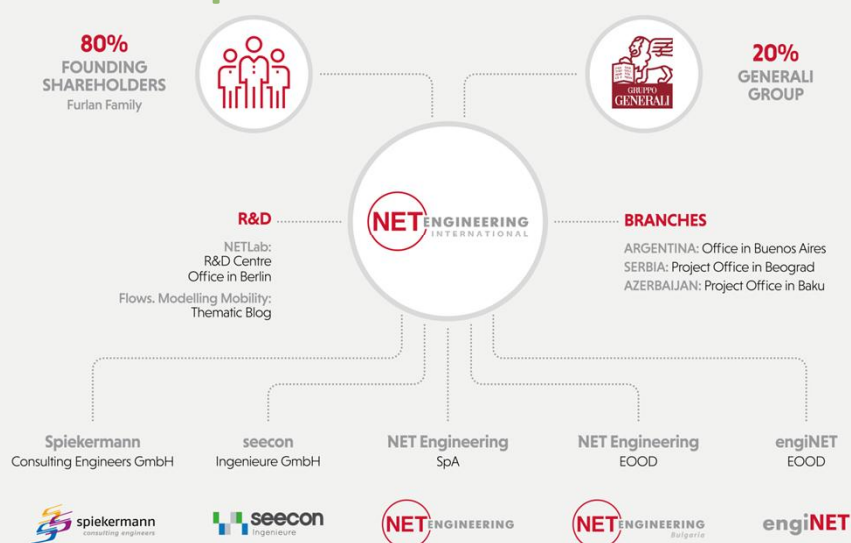 80%
FOUNDING
SHAREHOLDERS
Furlan Family
GRUPPO
GENERALI
20%
GENERALI
GROUP
NET ENGINEERING
INTERNATIONAL
R&D
NETLab:
R&D Centre
Office in Berlin
Flows. Modelling Mobility:
Thematic Blog
BRANCHES
ARGENTINA: Office in Buenos Aires
SERBIA: Project Office in Beograd
AZERBAIJAN: Project Office in Baku
Spiekermann
Consulting Engineers GmbH
seecon
Ingenieure GmbH
NET Engineering
SpA
NET Engineering
EOOD
engiNET
EOOD
spiekermann
consulting engineers
seecon
Ingenieure
NET ENGINEERING
NET ENGINEERING
Bulgaria
engiNET